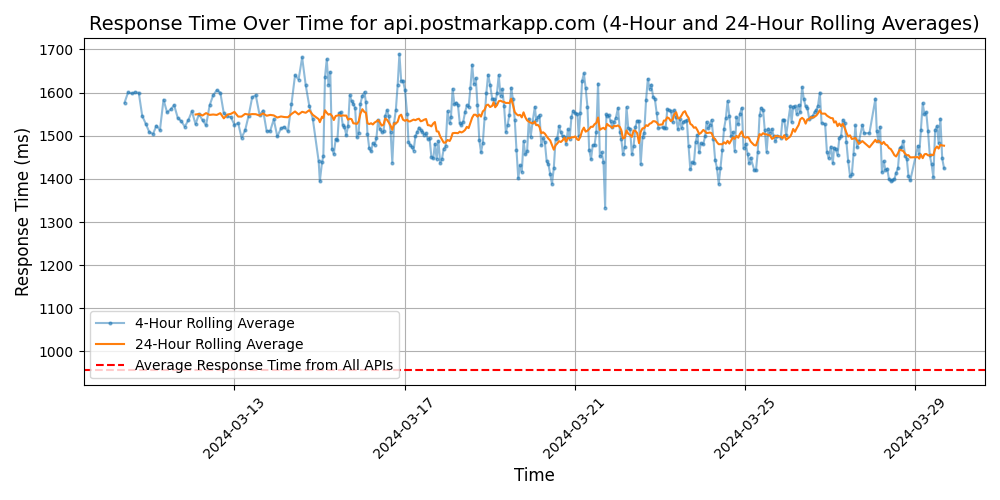 Response Time Over Time for api.postmarkapp.com (4-Hour and 24-Hour Rolling Averages)
Response Time (ms)
1700
1600
1500
1400
1300
1200
1100
1000
4-Hour Rolling Average
24-Hour Rolling Average
Average Response Time from All APIs
2024-03-13
2024-03-17
2024-03-21
2024-03-25
2024-03-29
Time